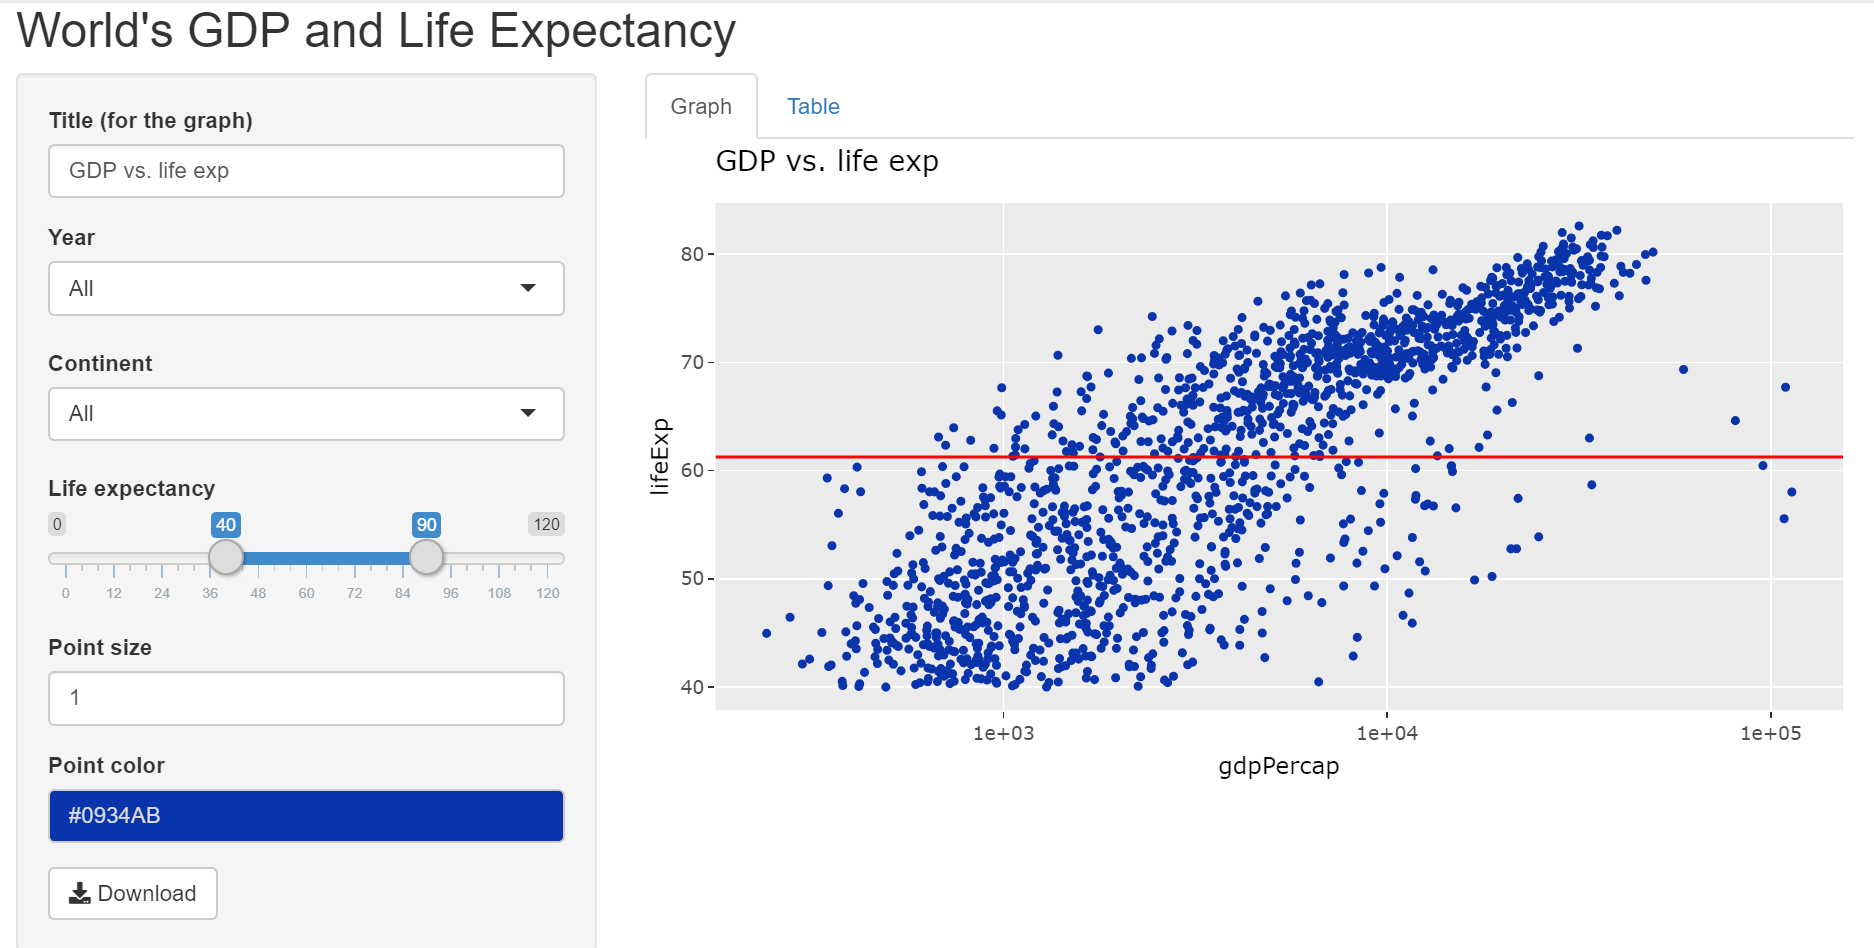 World's GDP and Life Expectancy
Title (for the graph)
GDP vs. life exp
Year
All
Continent
All
Life expectancy
0 40 90 120
0 12 24 36 48 60 72 84 96 108 120
Point size
1
Point color
#0934AB
Download
Graph Table
GDP vs. life exp
lifeExp
80
70
60
50
40
1e+03 1e+04 1e+05
gdpPercap